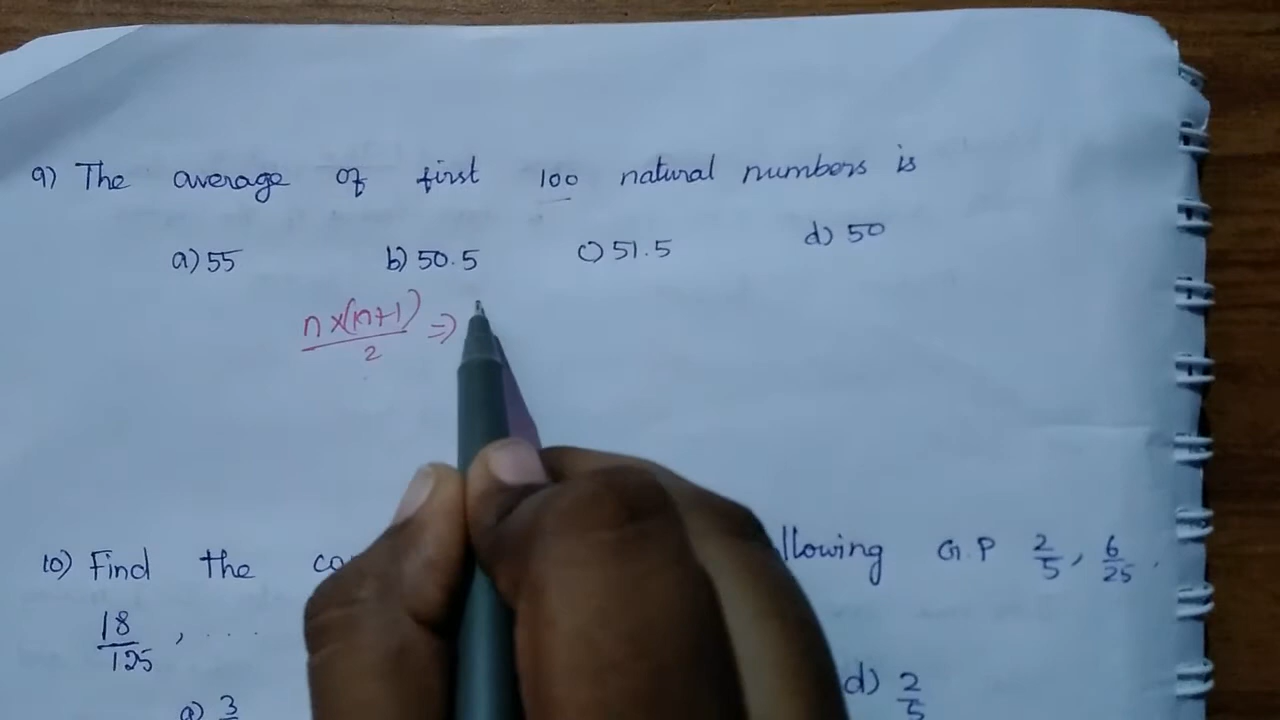 9) The average of first 100 natural numbers is
a) 55 b) 50.5 c) 51.5 d) 50
n×(n+1)/2 ⇒
10) Find the llowing G.P 2/5, 6/25.
18/125, ....
a) 3 d) 2/5